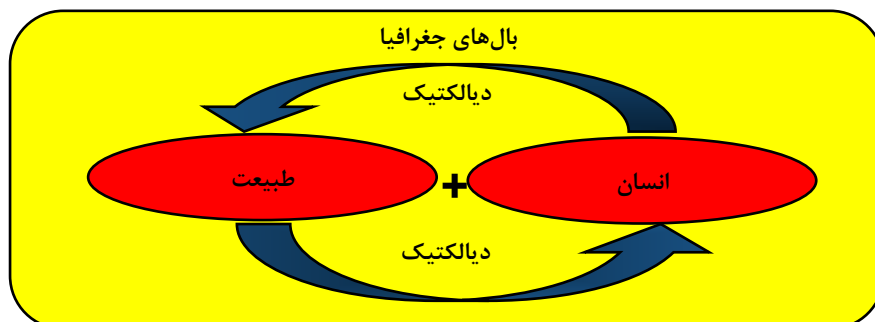 بال‌های جغرافیا
دیالکتیک
انسان + طبیعت
دیالکتیک